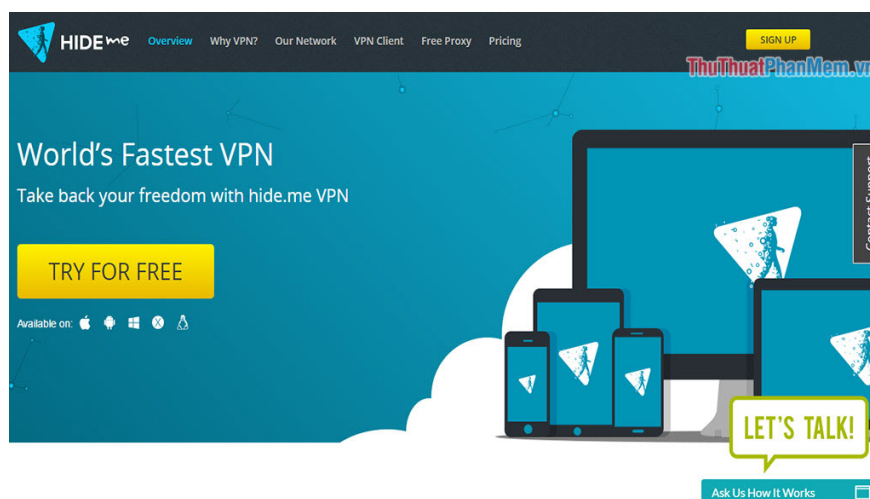 HIDE me
Overview Why VPN? Our Network VPN Client Free Proxy Pricing
SIGN UP
ThuThuatPhanMem.vn
World's Fastest VPN
Take back your freedom with hide.me VPN
TRY FOR FREE
Available on:
Contact Support
LET'S TALK!
Ask Us How It Works